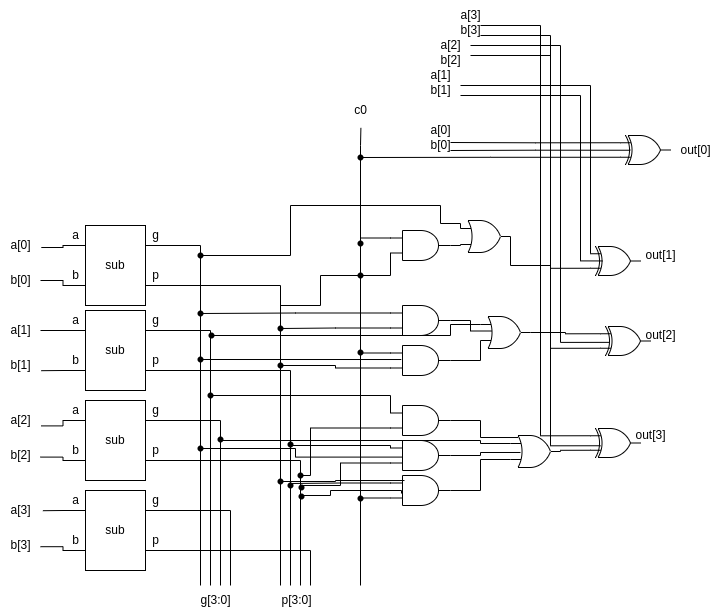 a[3]
b[3]
a[2]
b[2]
a[1]
b[1]
c0
a[0]
b[0]
out[0]
a g
a[0]
sub
out[1]
b p
b[0]
a g
a[1]
sub
out[2]
b p
b[1]
a g
a[2]
sub
out[3]
b p
b[2]
a g
a[3]
sub
b p
b[3]
g[3:0] p[3:0]